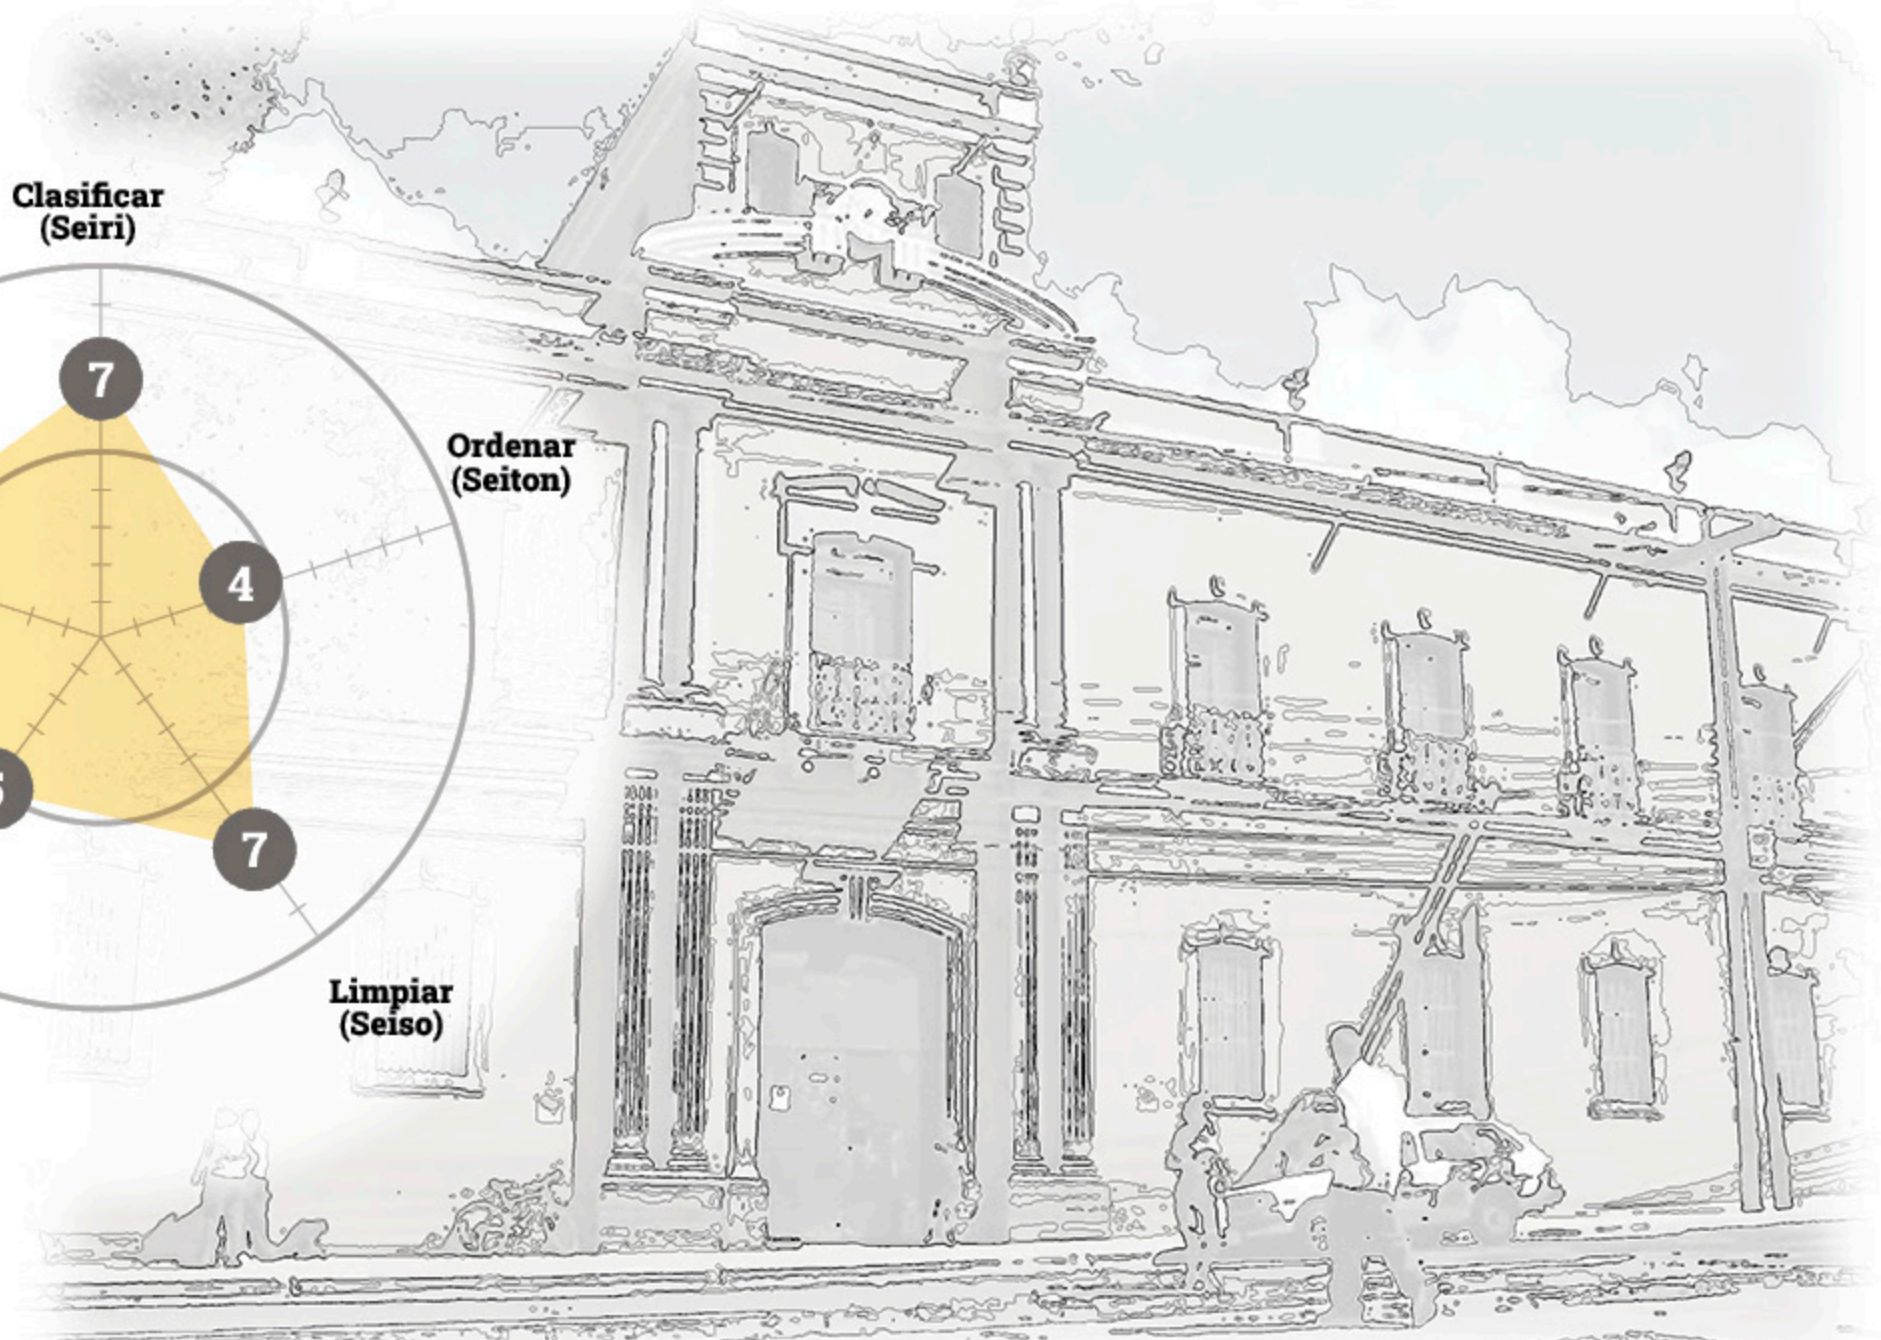 Clasificar
(Seiri)
7
Ordenar
(Seiton)
4
7
Limpiar
(Seiso)